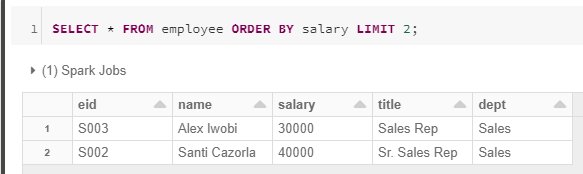 1 SELECT * FROM employee ORDER BY salary LIMIT 2;
(1) Spark Jobs
eid name salary title dept
1 S003 Alex Iwobi 30000 Sales Rep Sales
2 S002 Santi Cazorla 40000 Sr. Sales Rep Sales